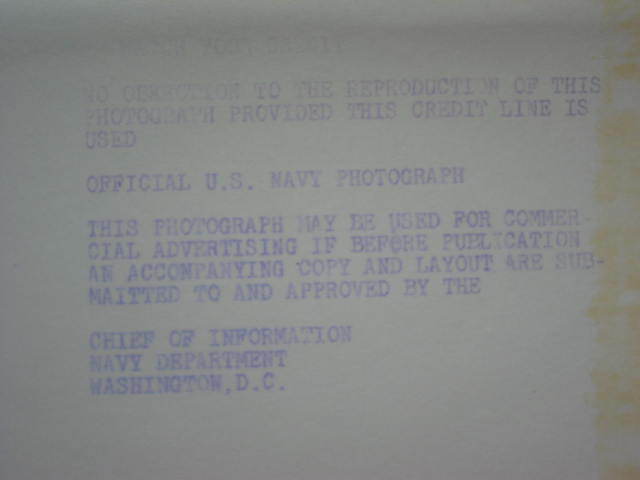 NO OBJECTION TO THE REPRODUCTION OF THIS
PHOTOGRAPH PROVIDED THIS CREDIT LINE IS
USED
OFFICIAL U.S. NAVY PHOTOGRAPH
THIS PHOTOGRAPH MAY BE USED FOR COMMER-
CIAL ADVERTISING IF BEFORE PUBLICATION
AN ACCOMPANYING COPY AND LAYOUT ARE SUB-
MAITTED TO AND APPROVED BY THE
CHIEF OF INFORMATION
NAVY DEPARTMENT
WASHINGTON,D.C.